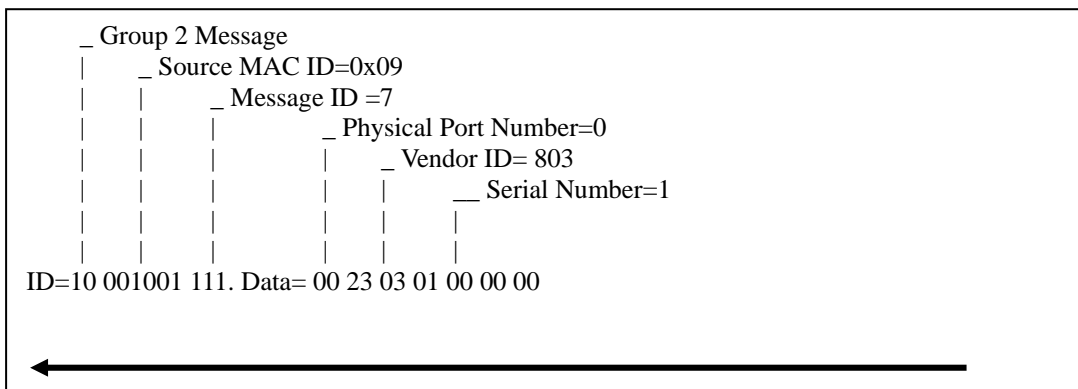 _ Group 2 Message
| _ Source MAC ID=0x09
| | _ Message ID =7
| | | _ Physical Port Number=0
| | | | _ Vendor ID= 803
| | | | | __ Serial Number=1
| | | | | |
| | | | | |
ID=10 001001 111. Data= 00 23 03 01 00 00 00